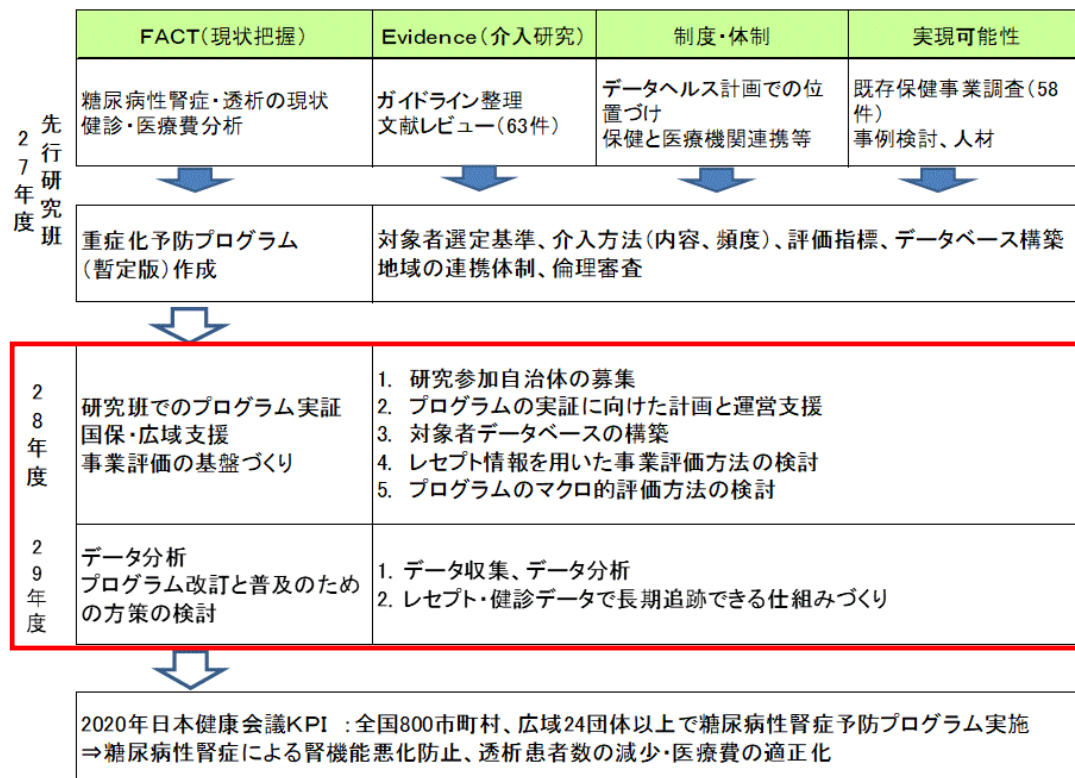 FACT(現状把握)
Evidence(介入研究)
制度・体制
実現可能性
先行研究班
27年度
糖尿病性腎症・透析の現状
健診・医療費分析
ガイドライン整理
文献レビュー(63件)
データヘルス計画での位
置づけ
保健と医療機関連携等
既存保健事業調査(58
件)
事例検討、人材
重症化予防プログラム
(暫定版)作成
対象者選定基準、介入方法(内容、頻度)、評価指標、データベース構築
地域の連携体制、倫理審査
28年度
研究班でのプログラム実証
国保・広域支援
事業評価の基盤づくり
1. 研究参加自治体の募集
2. プログラムの実証に向けた計画と運営支援
3. 対象者データベースの構築
4. レセプト情報を用いた事業評価方法の検討
5. プログラムのマクロ的評価方法の検討
29年度
データ分析
プログラム改訂と普及のため
の方策の検討
1. データ収集、データ分析
2. レセプト・健診データで長期追跡できる仕組みづくり
2020年日本健康会議KPI :全国800市町村、広域24団体以上で糖尿病性腎症予防プログラム実施
⇒糖尿病性腎症による腎機能悪化防止、透析患者数の減少・医療費の適正化